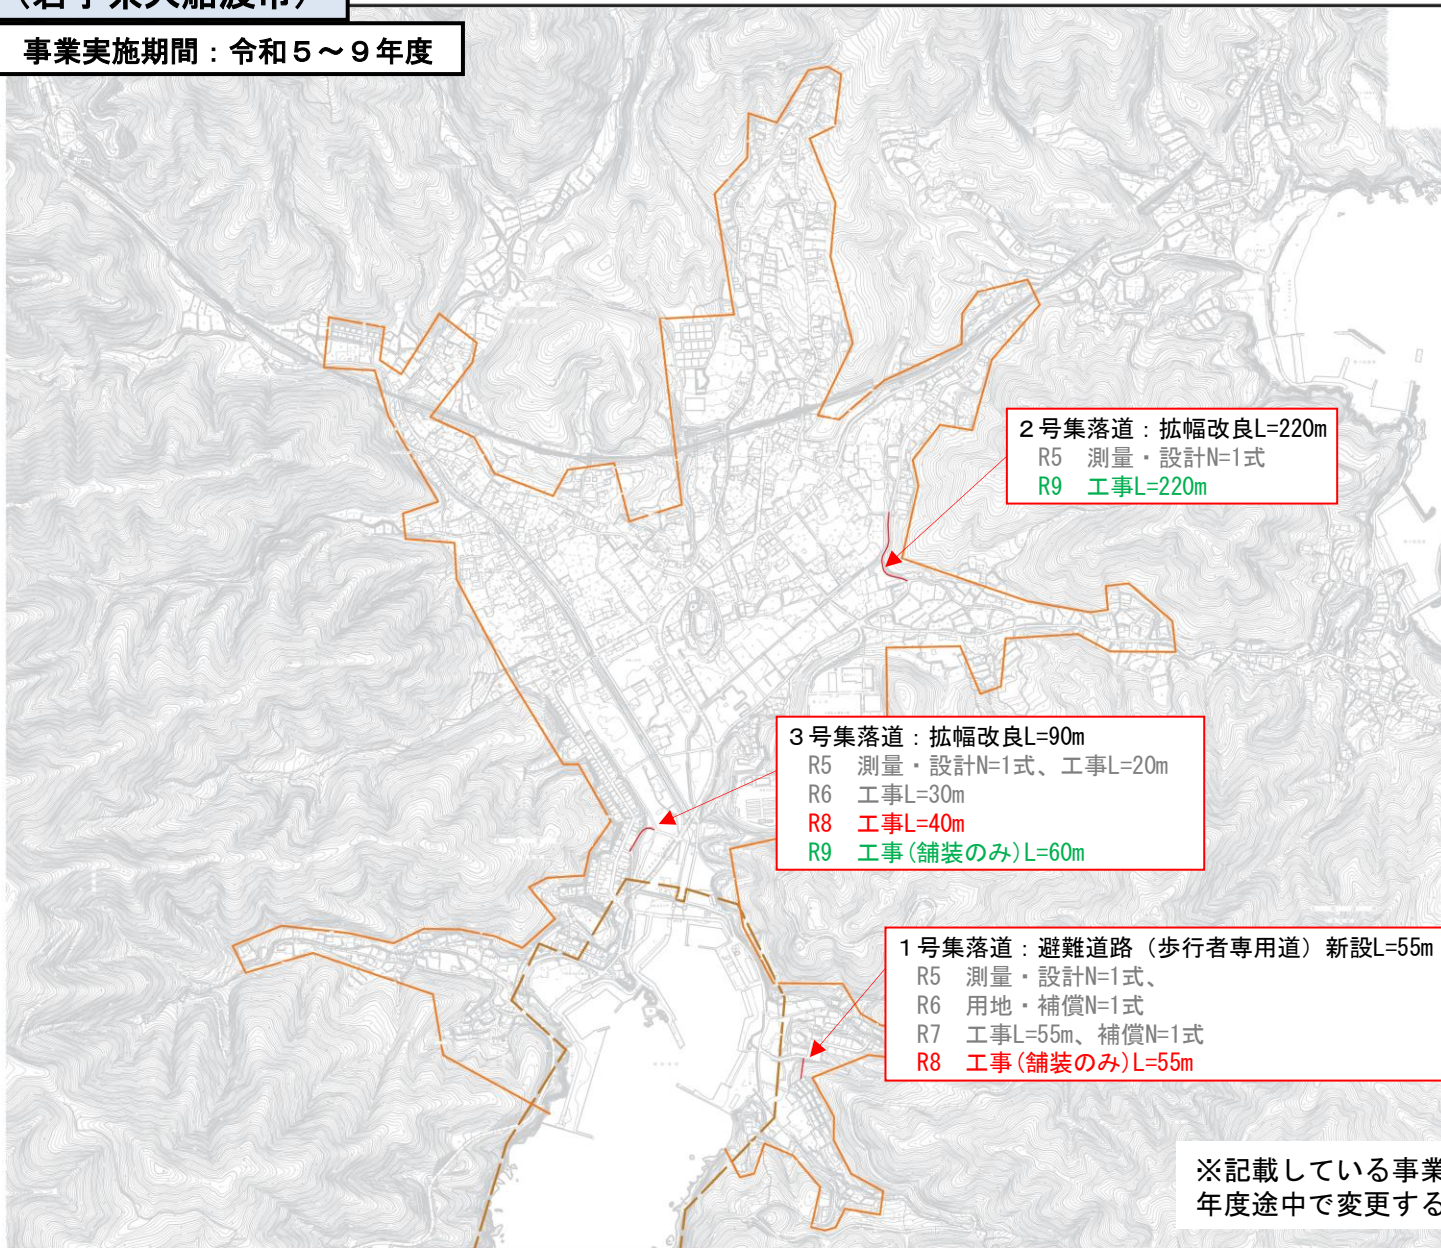 （岩手県大船渡市）
事業実施期間：令和５～９年度
２号集落道：拡幅改良L=220m
R5 測量・設計N=1式
R9 工事L=220m
３号集落道：拡幅改良L=90m
R5 測量・設計N=1式、工事L=20m
R6 工事L=30m
R8 工事L=40m
R9 工事(舗装のみ)L=60m
１号集落道：避難道路（歩行者専用道）新設L=55m
R5 測量・設計N=1式、
R6 用地・補償N=1式
R7 工事L=55m、補償N=1式
R8 工事(舗装のみ)L=55m
※記載している事業
年度途中で変更する